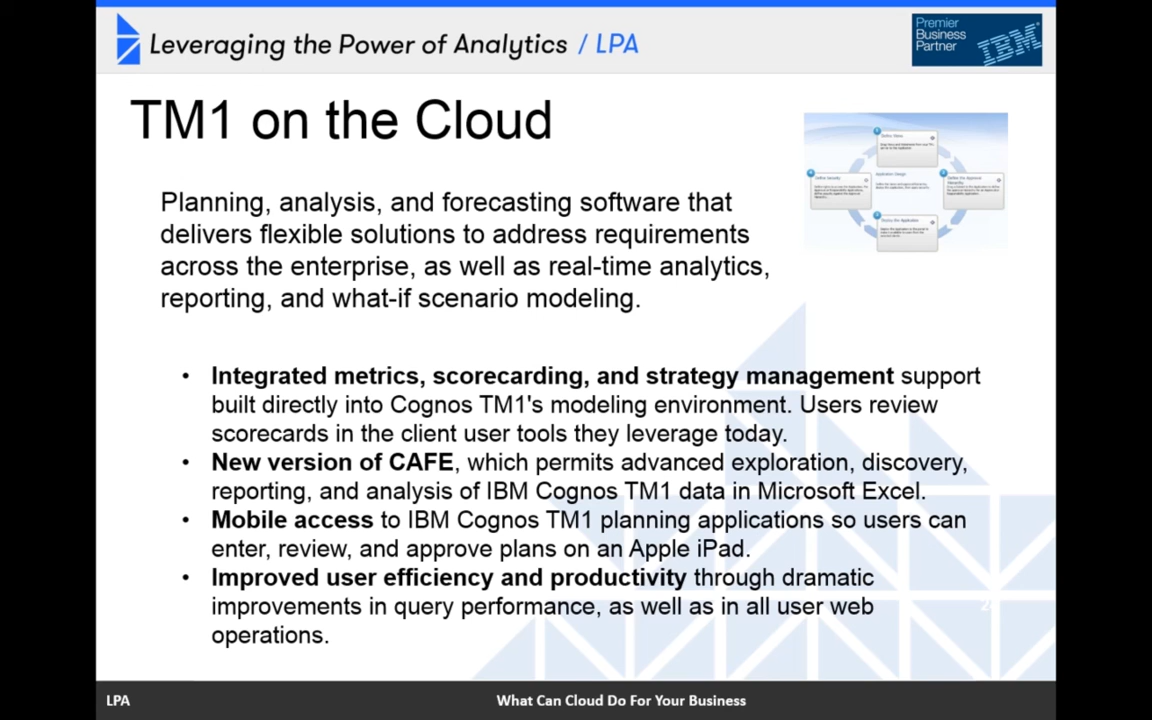 Leveraging the Power of Analytics / LPA
Premier
Business
Partner
IBM
TM1 on the Cloud
Planning, analysis, and forecasting software that
delivers flexible solutions to address requirements
across the enterprise, as well as real-time analytics,
reporting, and what-if scenario modeling.
• Integrated metrics, scorecarding, and strategy management support
built directly into Cognos TM1's modeling environment. Users review
scorecards in the client user tools they leverage today.
• New version of CAFE, which permits advanced exploration, discovery,
reporting, and analysis of IBM Cognos TM1 data in Microsoft Excel.
• Mobile access to IBM Cognos TM1 planning applications so users can
enter, review, and approve plans on an Apple iPad.
• Improved user efficiency and productivity through dramatic
improvements in query performance, as well as in all user web
operations.
LPA
What Can Cloud Do For Your Business